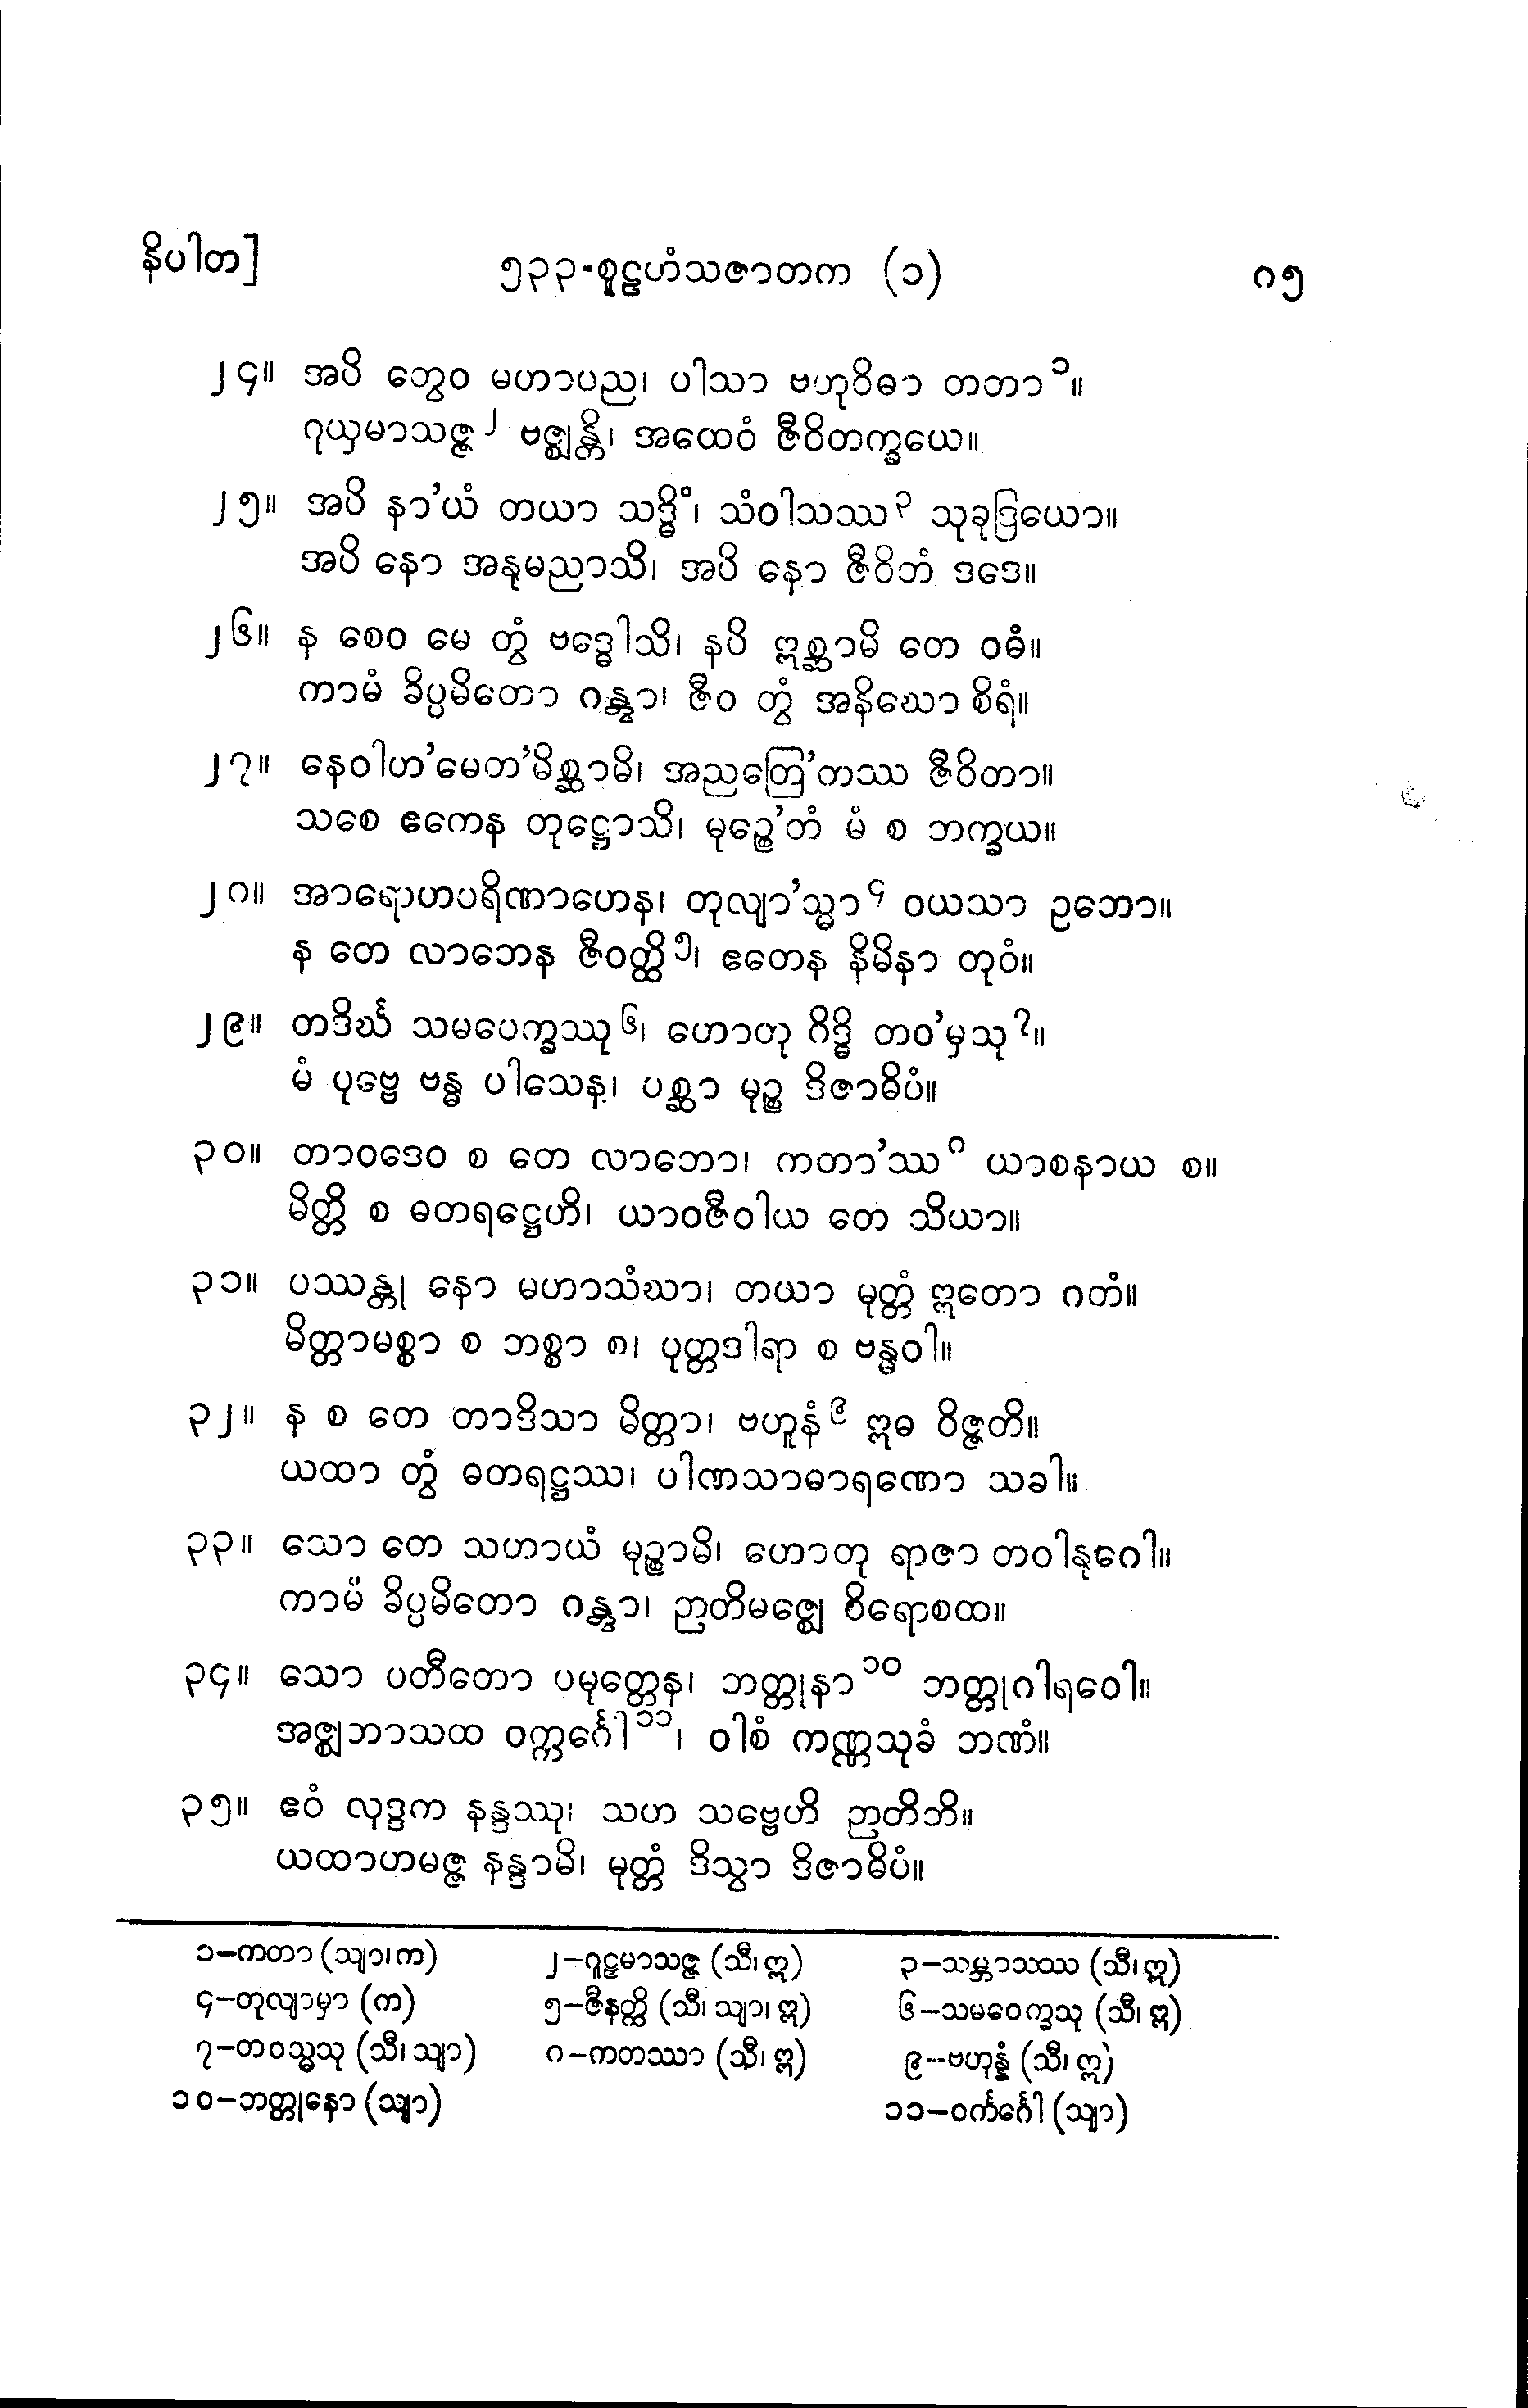 နိပါတ] ၅၃၃-စူဠဟံသဇာတက (၁) ၈၅
၂၄။ အပိ တွေဝ မဟာပည၊ ပါသာ ဗဟုဝိဓာ တတာ ၁။
ဂုယှမာသဇ္ဇ ၂ ဗဇ္ဈန္တိ၊ အထေဝံ ဇီဝိတက္ခယေ။
၂၅။ အပိ နာ’ယံ တယာ သဒ္ဓိံ၊ သံဝါသဿ ၃ သုခုဒြယော။
အပိ နော အနုမညာသိ၊ အပိ နော ဇီဝိတံ ဒဒေ။
၂၆။ န စေဝ မေ တွံ ဗဒ္ဓေါသိ၊ နပိ ဣစ္ဆာမိ တေ ဝဓံ။
ကာမံ ခိပ္ပမိတော ဂန္တွာ၊ ဇီဝ တွံ အနိဃော စိရံ။
၂၇။ နေဝါဟ’မေတ’မိစ္ဆာမိ၊ အညတြေ’ကဿ ဇီဝိတာ။
သစေ ဧကေန တုဋ္ဌောသိ၊ မုဉ္စေ’တံ မံ စ ဘက္ခယ။
၂၈။ အာရောဟပရိဏာဟေန၊ တုလျာ’သ္မာ ၄ ဝယသာ ဥဘော။
န တေ လာဘေန ဇီဝတ္ထိ ၅၊ ဧတေန နိမိနာ တုဝံ။
၂၉။ တဒိင်္ဃ သမပေက္ခဿု ၆၊ ဟောတု ဂိဒ္ဓိ တဝ’မှသု ၇။
မံ ပုဗ္ဗေ ဗန္ဓ ပါသေန၊ ပစ္ဆာ မုဉ္စ ဒိဇာဓိပံ။
၃၀။ တာဝဒေဝ စ တေ လာဘော၊ ကတာ’ဿ ၈ ယာစနာယ စ။
မိတ္တိ စ ဓတရဋ္ဌေဟိ၊ ယာဝဇီဝါယ တေ သိယာ။
၃၁။ ပဿန္တု နော မဟာသံဃာ၊ တယာ မုတ္တံ ဣတော ဂတံ။
မိတ္တာမစ္စာ စ ဘစ္စာ စ၊ ပုတ္တဒါရာ စ ဗန္ဓဝါ။
၃၂။ န စ တေ တာဒိသာ မိတ္တာ၊ ဗဟူနံ ၉ ဣဓ ဝိဇ္ဇတိ။
ယထာ တွံ ဓတရဋ္ဌဿ၊ ပါဏသာဓာရဏော သခါ။
၃၃။ သော တေ သဟာယံ မုဉ္စာမိ၊ ဟောတု ရာဇာ တဝါနုဂေါ။
ကာမံ ခိပ္ပမိတော ဂန္တွာ၊ ဉာတိမဇ္ဈေ ဝိရောစထ။
၃၄။ သော ပတီတော ပမုတ္တေန၊ ဘတ္တုနာ ၁၀ ဘတ္တုဂါရဝေါ။
အဇ္ဈဘာသထ ဝက္ကင်္ဂေါ ၁၁၊ ဝါစံ ကဏ္ဏသုခံ ဘဏံ။
၃၅။ ဧဝံ လုဒ္ဒက နန္ဒဿု၊ သဟ သဗ္ဗေဟိ ဉာတိဘိ။
ယထာဟမဇ္ဇ နန္ဒာမိ၊ မုတ္တံ ဒိသွာ ဒိဇာဓိပံ။
၁–ကတာ (သျာ၊ က) ၂–ဂူဠှမာသဇ္ဇ (သီ၊ ဣ) ၃–သမ္ဘာသဿ (သီ၊ ဣ)
၄–တုလျာမှာ (က) ၅–ဇီနတ္ထိ (သီ၊ သျာ၊ ဣ) ၆–သမဝေက္ခသု (သီ၊ ဣ)
၇–တဝသ္မသု (သီ၊ သျာ) ၈–ကတဿာ (သီ၊ ဣ) ၉–ဗဟုန္နံ (သီ၊ ဣ)
၁၀–ဘတ္တုနော (သျာ) ၁၁–ဝင်္ကင်္ဂေါ (သျာ)